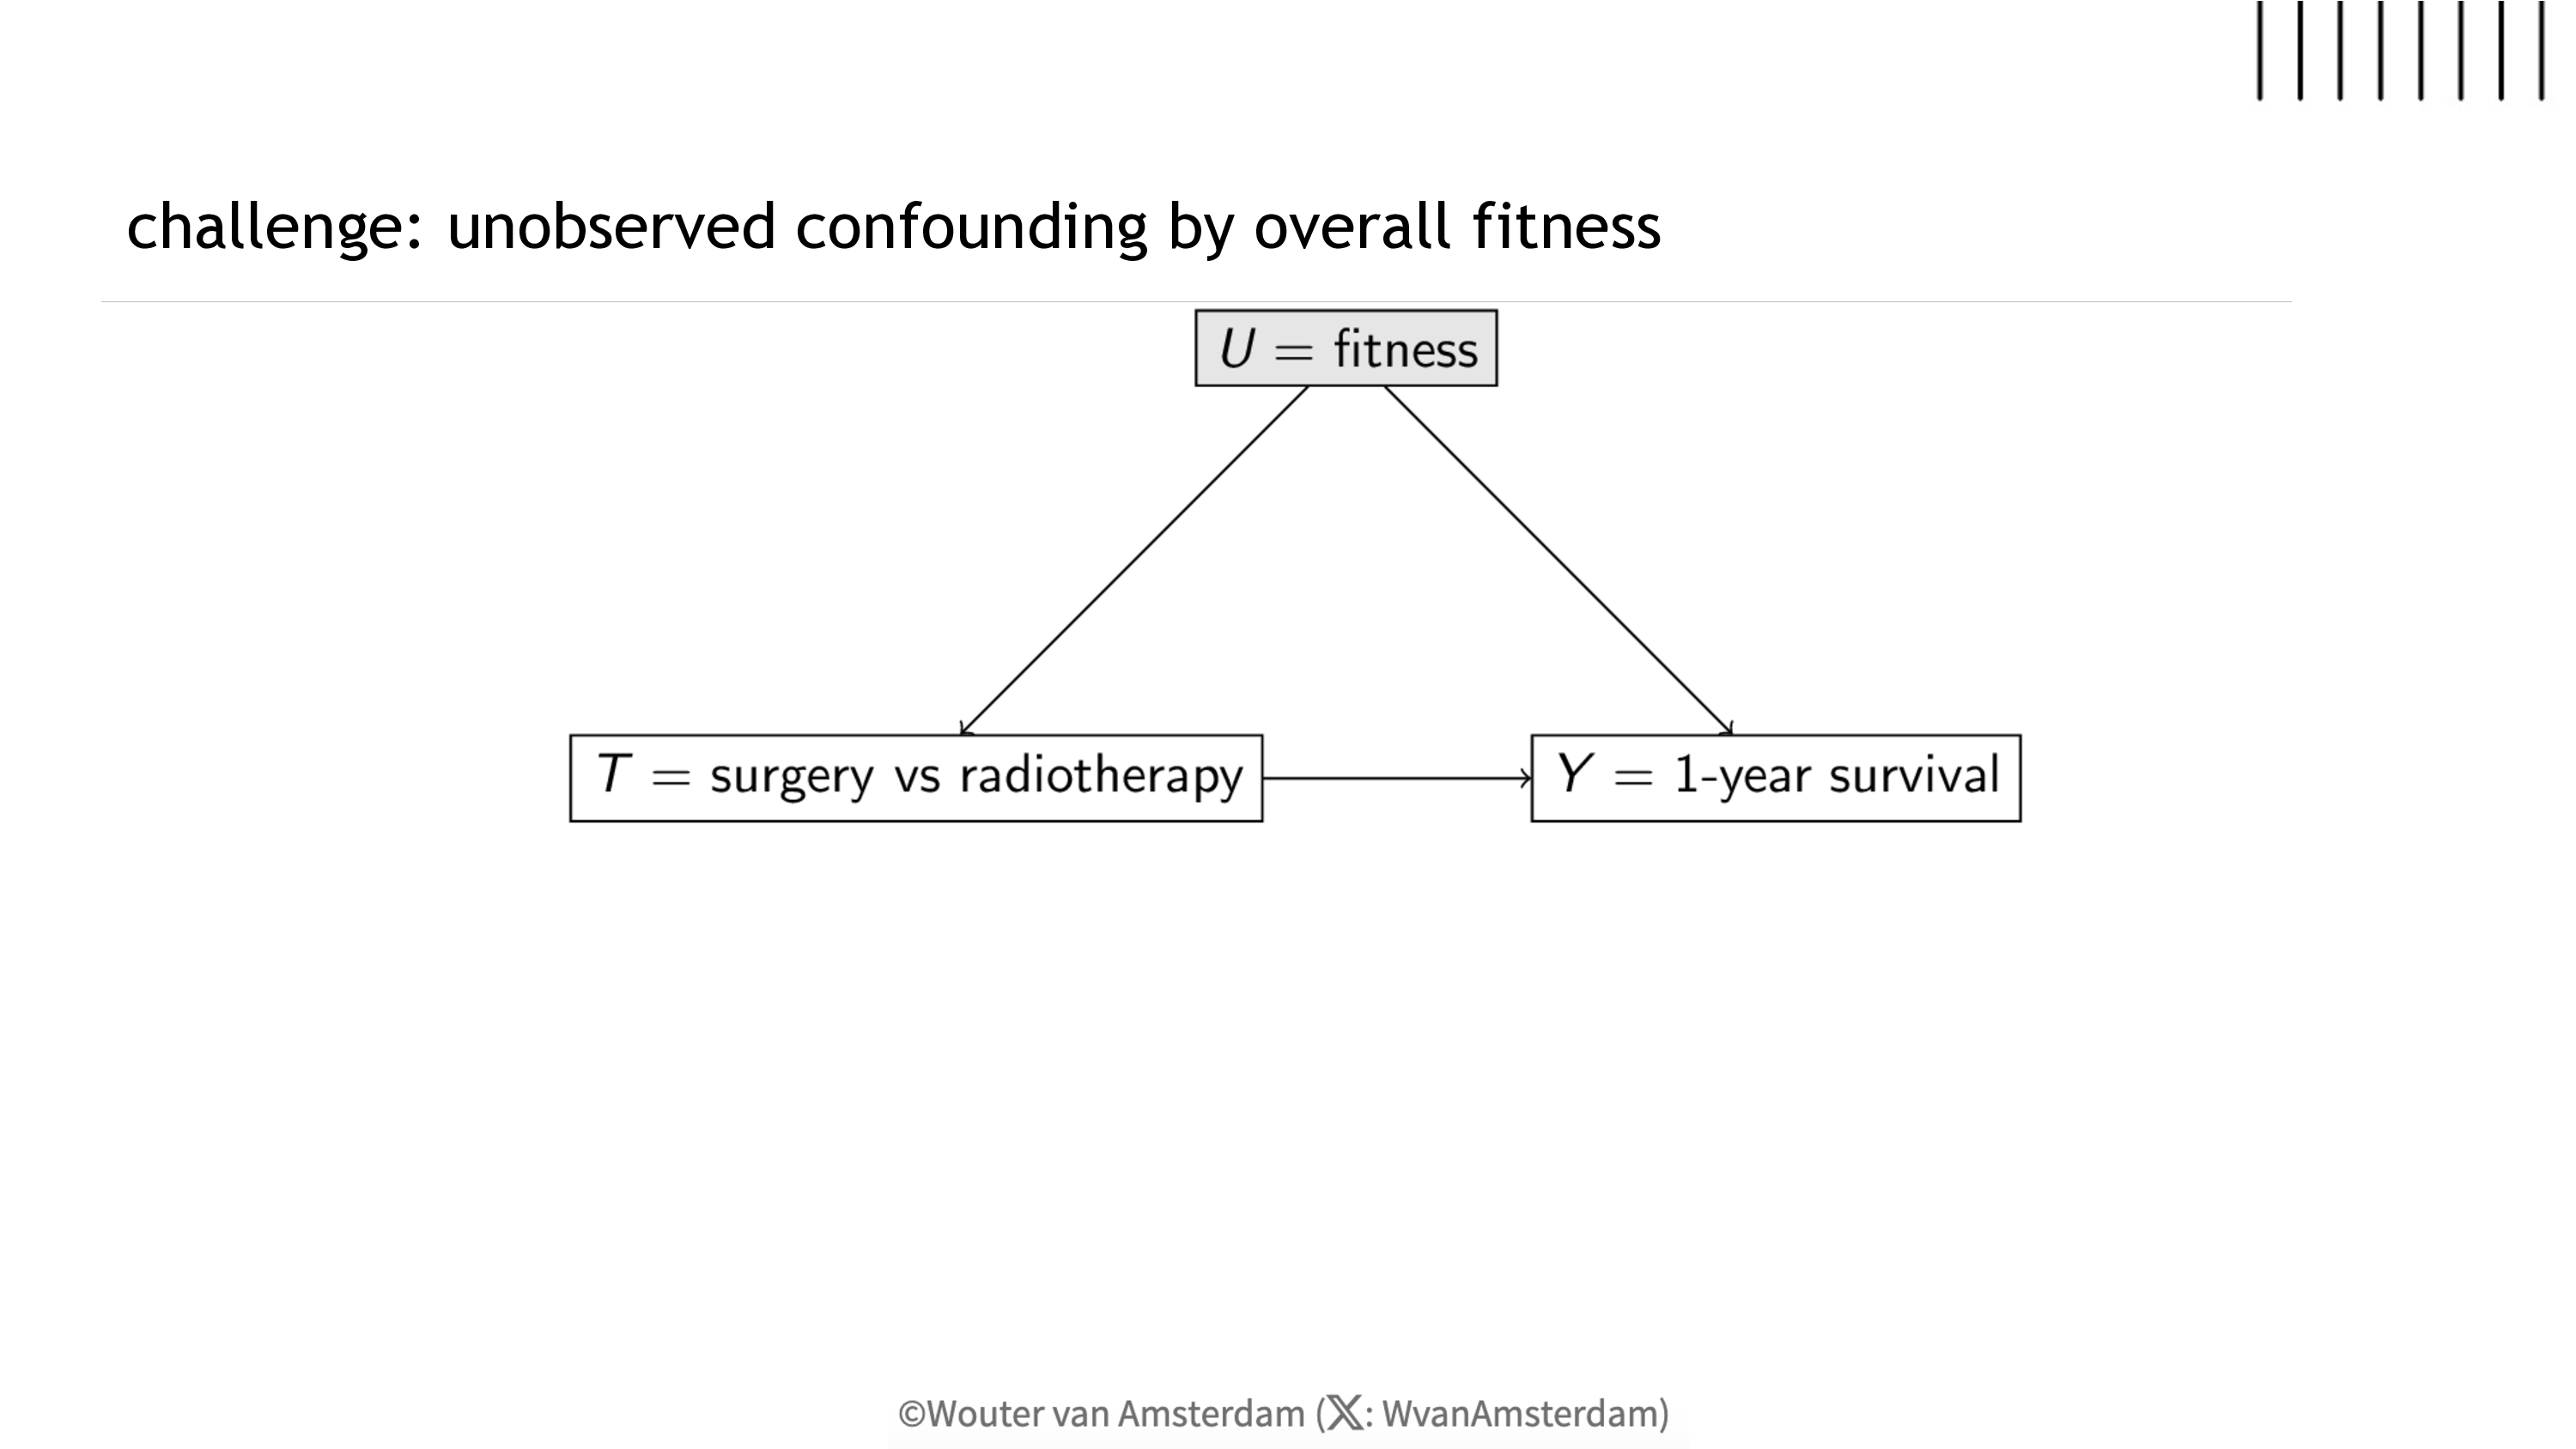 challenge: unobserved confounding by overall fitness
U = fitness
T = surgery vs radiotherapy
Y = 1-year survival
©Wouter van Amsterdam (𝕏: WvanAmsterdam)